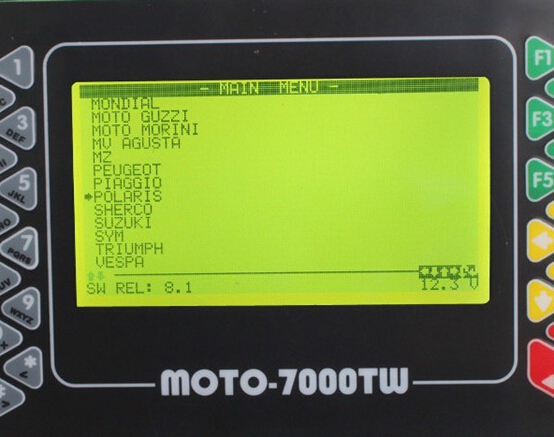 - MAIN MENU -
MONDIAL
MOTO GUZZI
MOTO MORINI
MV AGUSTA
MZ
PEUGEOT
PIAGGIO
POLARIS
SHERCO
SUZUKI
SYM
TRIUMPH
VESPA
SW REL: 8.1 12.3 V
MOTO-7000TW
1
3
DEF
5
JKL
7
PQRS
9
WXYZ
*
F1
F3
F5